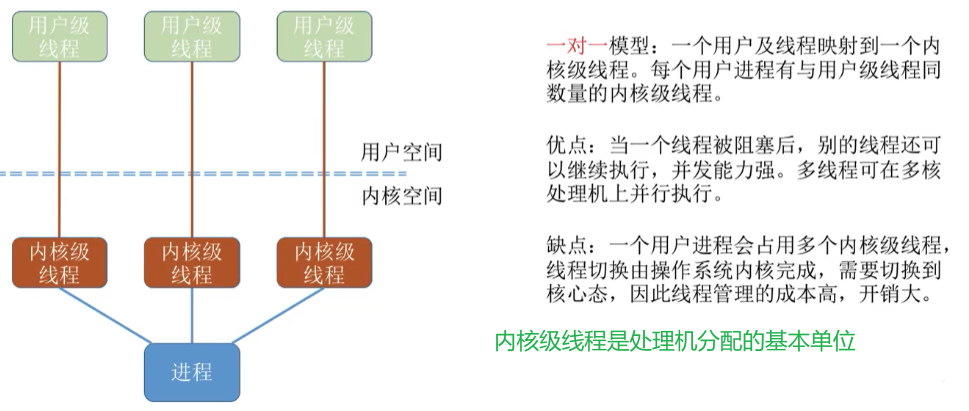 用户级
线程
用户级
线程
用户级
线程
用户空间
内核空间
内核级
线程
内核级
线程
内核级
线程
进程
一对一模型：一个用户及线程映射到一个内
核级线程。每个用户进程有与用户级线程同
数量的内核级线程。
优点：当一个线程被阻塞后，别的线程还可
以继续执行，并发能力强。多线程可在多核
处理机上并行执行。
缺点：一个用户进程会占用多个内核级线程，
线程切换由操作系统内核完成，需要切换到
核心态，因此线程管理的成本高，开销大。
内核级线程是处理机分配的基本单位